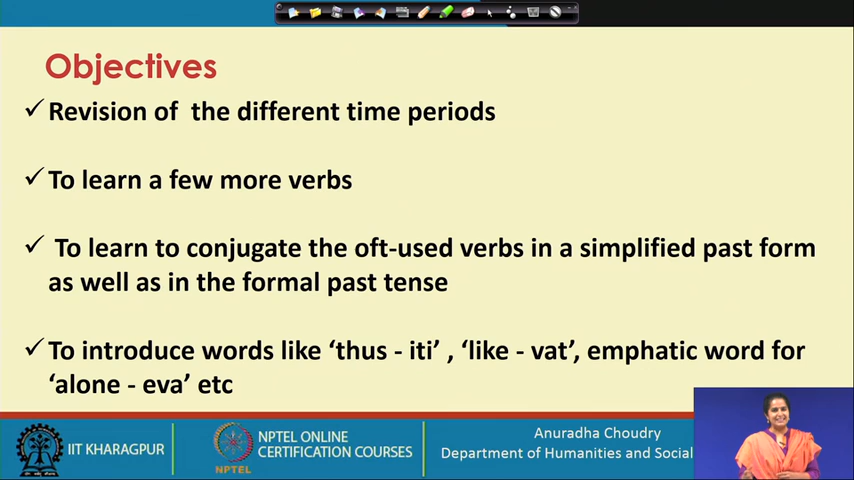 Objectives
✓ Revision of the different time periods
✓ To learn a few more verbs
✓ To learn to conjugate the oft-used verbs in a simplified past form
as well as in the formal past tense
✓ To introduce words like ‘thus - iti’ , ‘like - vat’, emphatic word for
‘alone - eva’ etc
IIT KHARAGPUR
NPTEL
NPTEL ONLINE
CERTIFICATION COURSES
Anuradha Choudry
Department of Humanities and Social